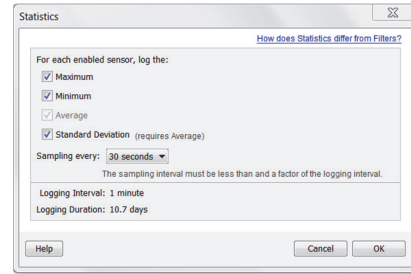 Statistics
How does Statistics differ from Filters?
For each enabled sensor, log the:
Maximum
Minimum
Average
Standard Deviation (requires Average)
Sampling every: 30 seconds
The sampling interval must be less than and a factor of the logging interval.
Logging Interval: 1 minute
Logging Duration: 10.7 days
Help Cancel OK